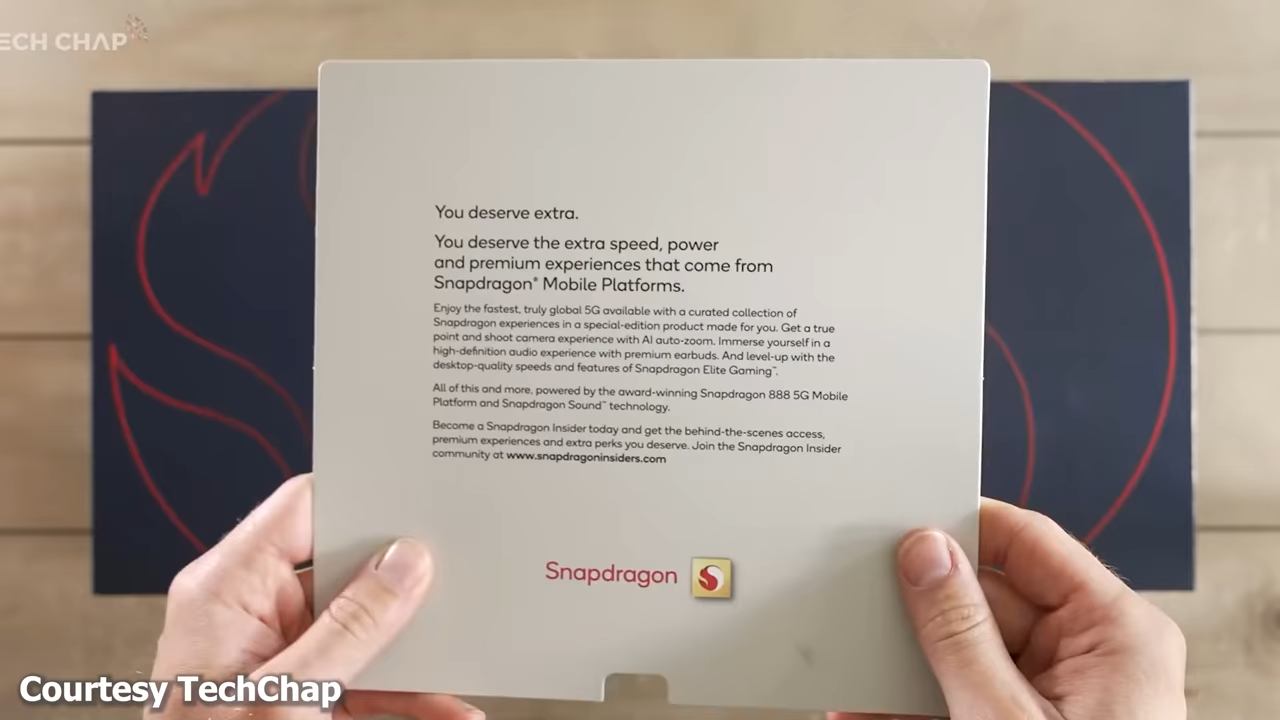 ECH CHAP
You deserve extra.
You deserve the extra speed, power
and premium experiences that come from
Snapdragon® Mobile Platforms.
Enjoy the fastest, truly global 5G available with a curated collection of
Snapdragon experiences in a special-edition product made for you. Get a true
point and shoot camera experience with AI auto-zoom. Immerse yourself in a
high-definition audio experience with premium earbuds. And level-up with the
desktop-quality speeds and features of Snapdragon Elite Gaming™.
All of this and more, powered by the award-winning Snapdragon 888 5G Mobile
Platform and Snapdragon Sound™ technology.
Become a Snapdragon Insider today and get the behind-the-scenes access,
premium experiences and extra perks you deserve. Join the Snapdragon Insider
community at www.snapdragoninsiders.com
Snapdragon
Courtesy TechChap